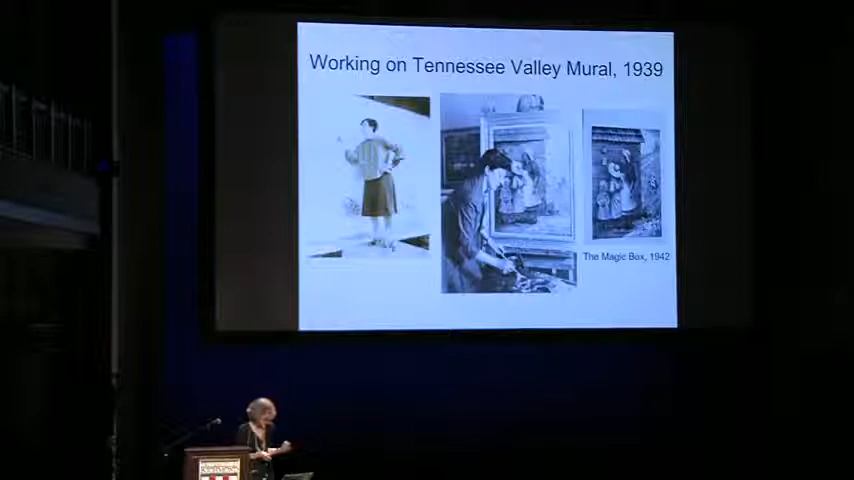 Working on Tennessee Valley Mural, 1939
The Magic Box, 1942